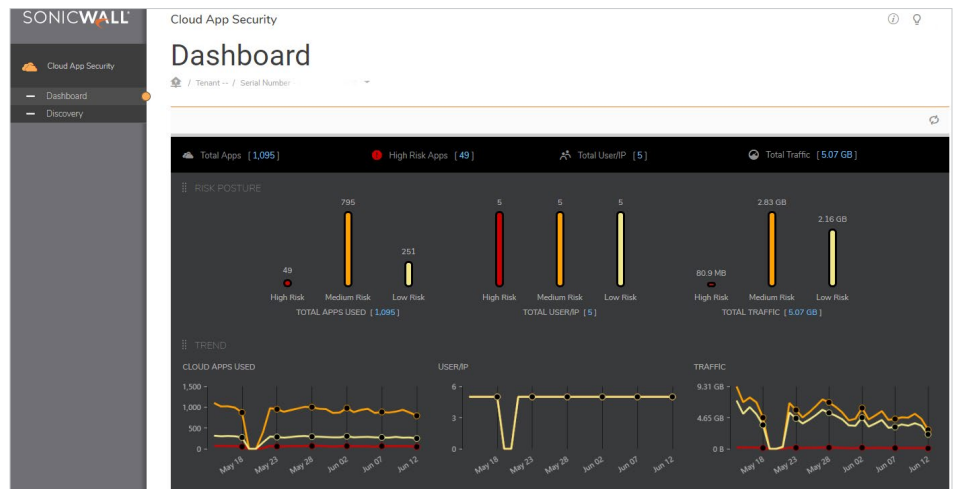 SONICWALL
Cloud App Security
Dashboard
Discovery
Cloud App Security
Dashboard
/ Tenant -- / Serial Number
Total Apps [ 1,095 ]
High Risk Apps [ 49 ]
Total User/IP [ 5 ]
Total Traffic [ 5.07 GB ]
RISK POSTURE
49
High Risk
795
Medium Risk
251
Low Risk
TOTAL APPS USED [ 1,095 ]
5
High Risk
5
Medium Risk
5
Low Risk
TOTAL USER/IP [ 5 ]
80.9 MB
High Risk
2.83 GB
Medium Risk
2.16 GB
Low Risk
TOTAL TRAFFIC [ 5.07 GB ]
TREND
CLOUD APPS USED
1,500
1,000
500
0
May 18
May 23
May 28
Jun 02
Jun 07
Jun 12
USER/IP
6
3
0
May 18
May 23
May 28
Jun 02
Jun 07
Jun 12
TRAFFIC
9.31 GB
4.65 GB
0 B
May 18
May 23
May 28
Jun 02
Jun 07
Jun 12